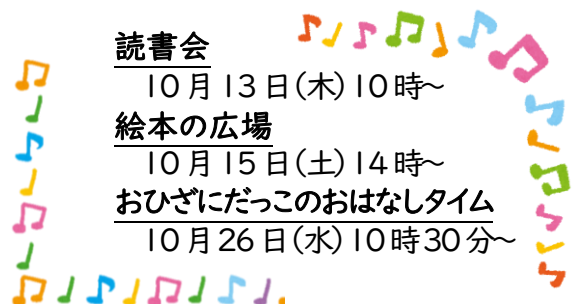 読書会
10月13日(木)10時~
絵本の広場
10月15日(土)14時~
おひざにだっこのおはなしタイム
10月26日(水)10時30分~